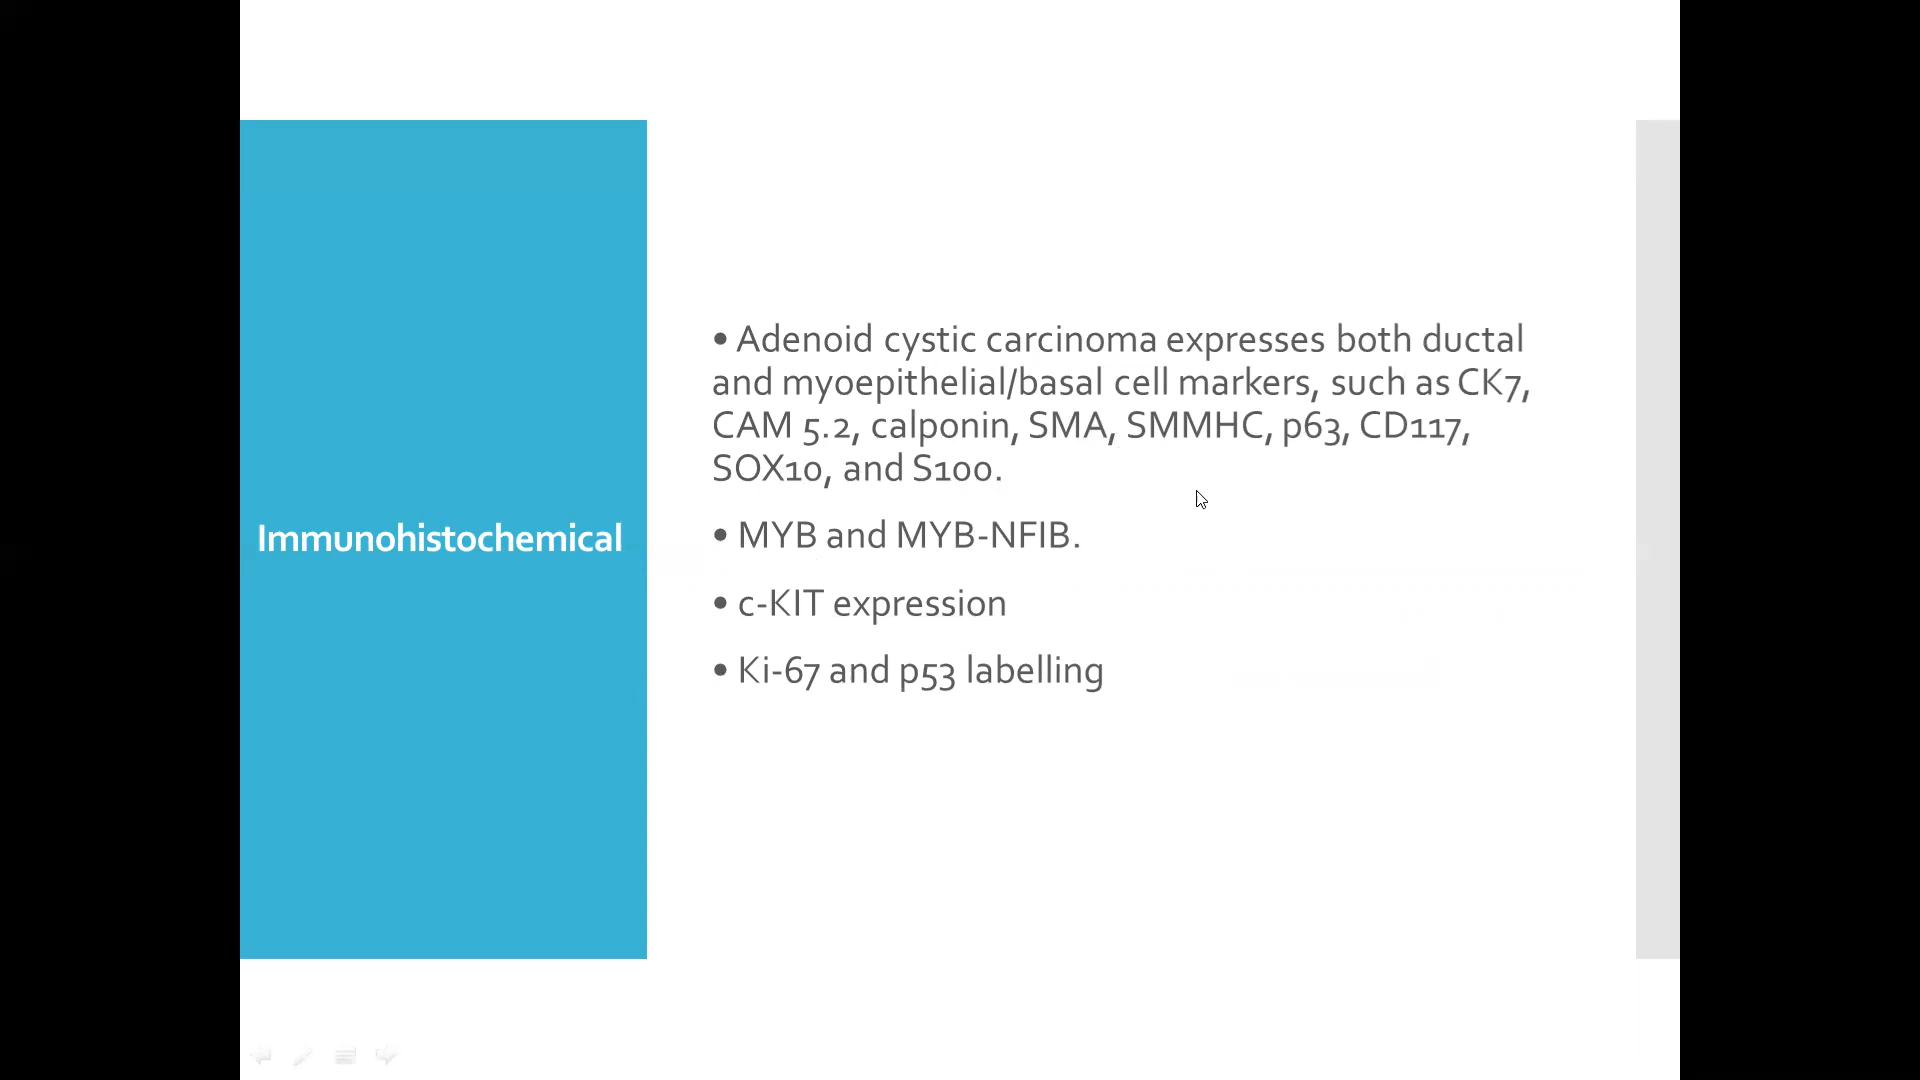 Immunohistochemical
• Adenoid cystic carcinoma expresses both ductal
and myoepithelial/basal cell markers, such as CK7,
CAM 5.2, calponin, SMA, SMMHC, p63, CD117,
SOX10, and S100.
• MYB and MYB-NFIB.
• c-KIT expression
• Ki-67 and p53 labelling